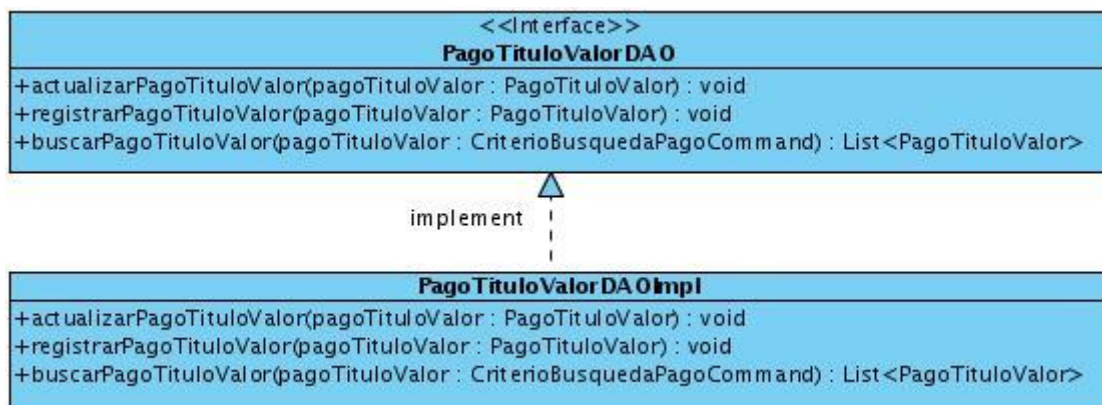 <<Interface>>
PagoTituloValorDAO
+actualizarPagoTituloValor(pagoTituloValor : PagoTituloValor) : void
+registrarPagoTituloValor(pagoTituloValor : PagoTituloValor) : void
+buscarPagoTituloValor(pagoTituloValor : CriterioBusquedaPagoCommand) : List<PagoTituloValor>
implement
PagoTituloValorDAOImpl
+actualizarPagoTituloValor(pagoTituloValor : PagoTituloValor) : void
+registrarPagoTituloValor(pagoTituloValor : PagoTituloValor) : void
+buscarPagoTituloValor(pagoTituloValor : CriterioBusquedaPagoCommand) : List<PagoTituloValor>